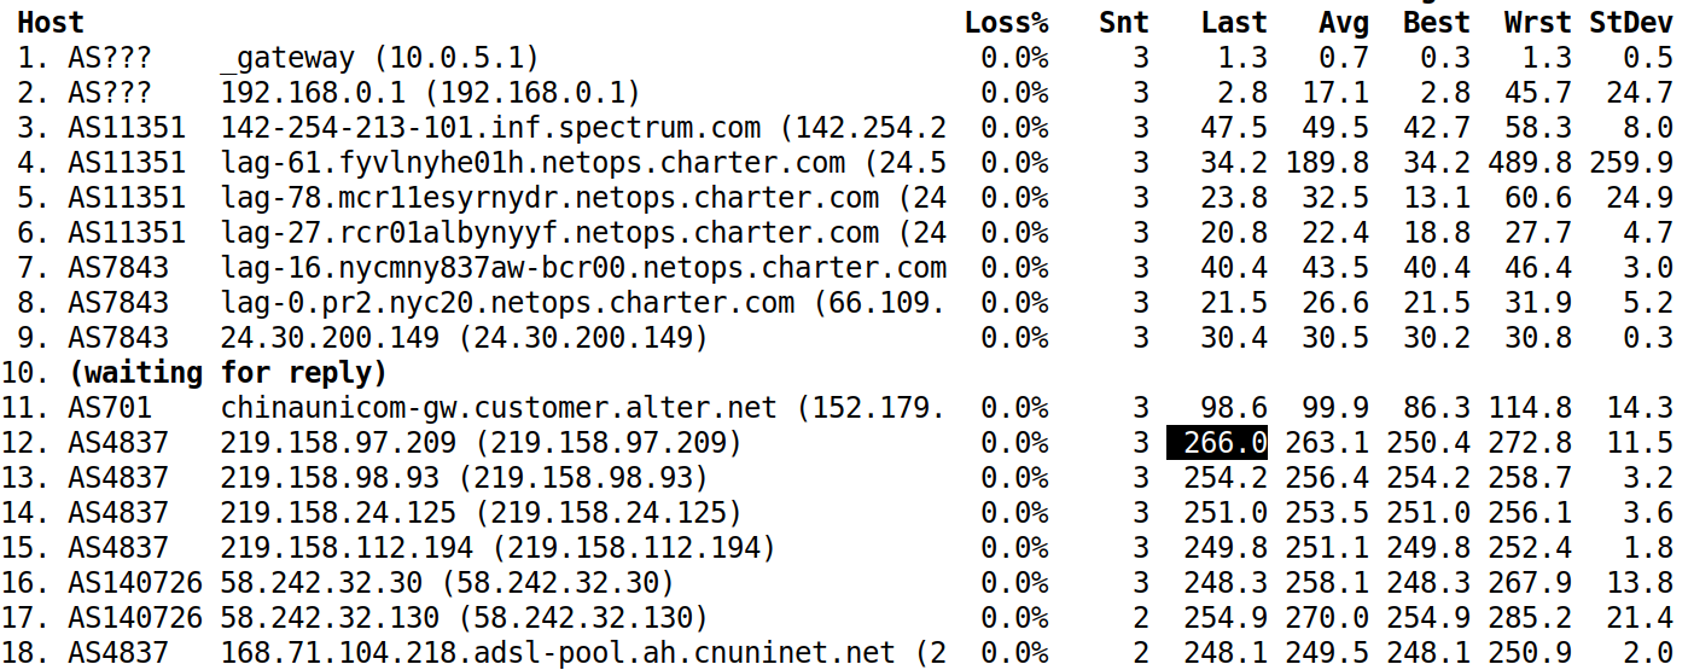 Host Loss% Snt Last Avg Best Wrst StDev
1. AS??? _gateway (10.0.5.1) 0.0% 3 1.3 0.7 0.3 1.3 0.5
2. AS??? 192.168.0.1 (192.168.0.1) 0.0% 3 2.8 17.1 2.8 45.7 24.7
3. AS11351 142-254-213-101.inf.spectrum.com (142.254.2 0.0% 3 47.5 49.5 42.7 58.3 8.0
4. AS11351 lag-61.fyvlnyhe01h.netops.charter.com (24.5 0.0% 3 34.2 189.8 34.2 489.8 259.9
5. AS11351 lag-78.mcr11esyrnydr.netops.charter.com (24 0.0% 3 23.8 32.5 13.1 60.6 24.9
6. AS11351 lag-27.rcr01albynyyf.netops.charter.com (24 0.0% 3 20.8 22.4 18.8 27.7 4.7
7. AS7843 lag-16.nycmny837aw-bcr00.netops.charter.com 0.0% 3 40.4 43.5 40.4 46.4 3.0
8. AS7843 lag-0.pr2.nyc20.netops.charter.com (66.109. 0.0% 3 21.5 26.6 21.5 31.9 5.2
9. AS7843 24.30.200.149 (24.30.200.149) 0.0% 3 30.4 30.5 30.2 30.8 0.3
10. (waiting for reply)
11. AS701 chinaunicom-gw.customer.alter.net (152.179. 0.0% 3 98.6 99.9 86.3 114.8 14.3
12. AS4837 219.158.97.209 (219.158.97.209) 0.0% 3 266.0 263.1 250.4 272.8 11.5
13. AS4837 219.158.98.93 (219.158.98.93) 0.0% 3 254.2 256.4 254.2 258.7 3.2
14. AS4837 219.158.24.125 (219.158.24.125) 0.0% 3 251.0 253.5 251.0 256.1 3.6
15. AS4837 219.158.112.194 (219.158.112.194) 0.0% 3 249.8 251.1 249.8 252.4 1.8
16. AS140726 58.242.32.30 (58.242.32.30) 0.0% 3 248.3 258.1 248.3 267.9 13.8
17. AS140726 58.242.32.130 (58.242.32.130) 0.0% 2 254.9 270.0 254.9 285.2 21.4
18. AS4837 168.71.104.218.adsl-pool.ah.cnuninet.net (2 0.0% 2 248.1 249.5 248.1 250.9 2.0